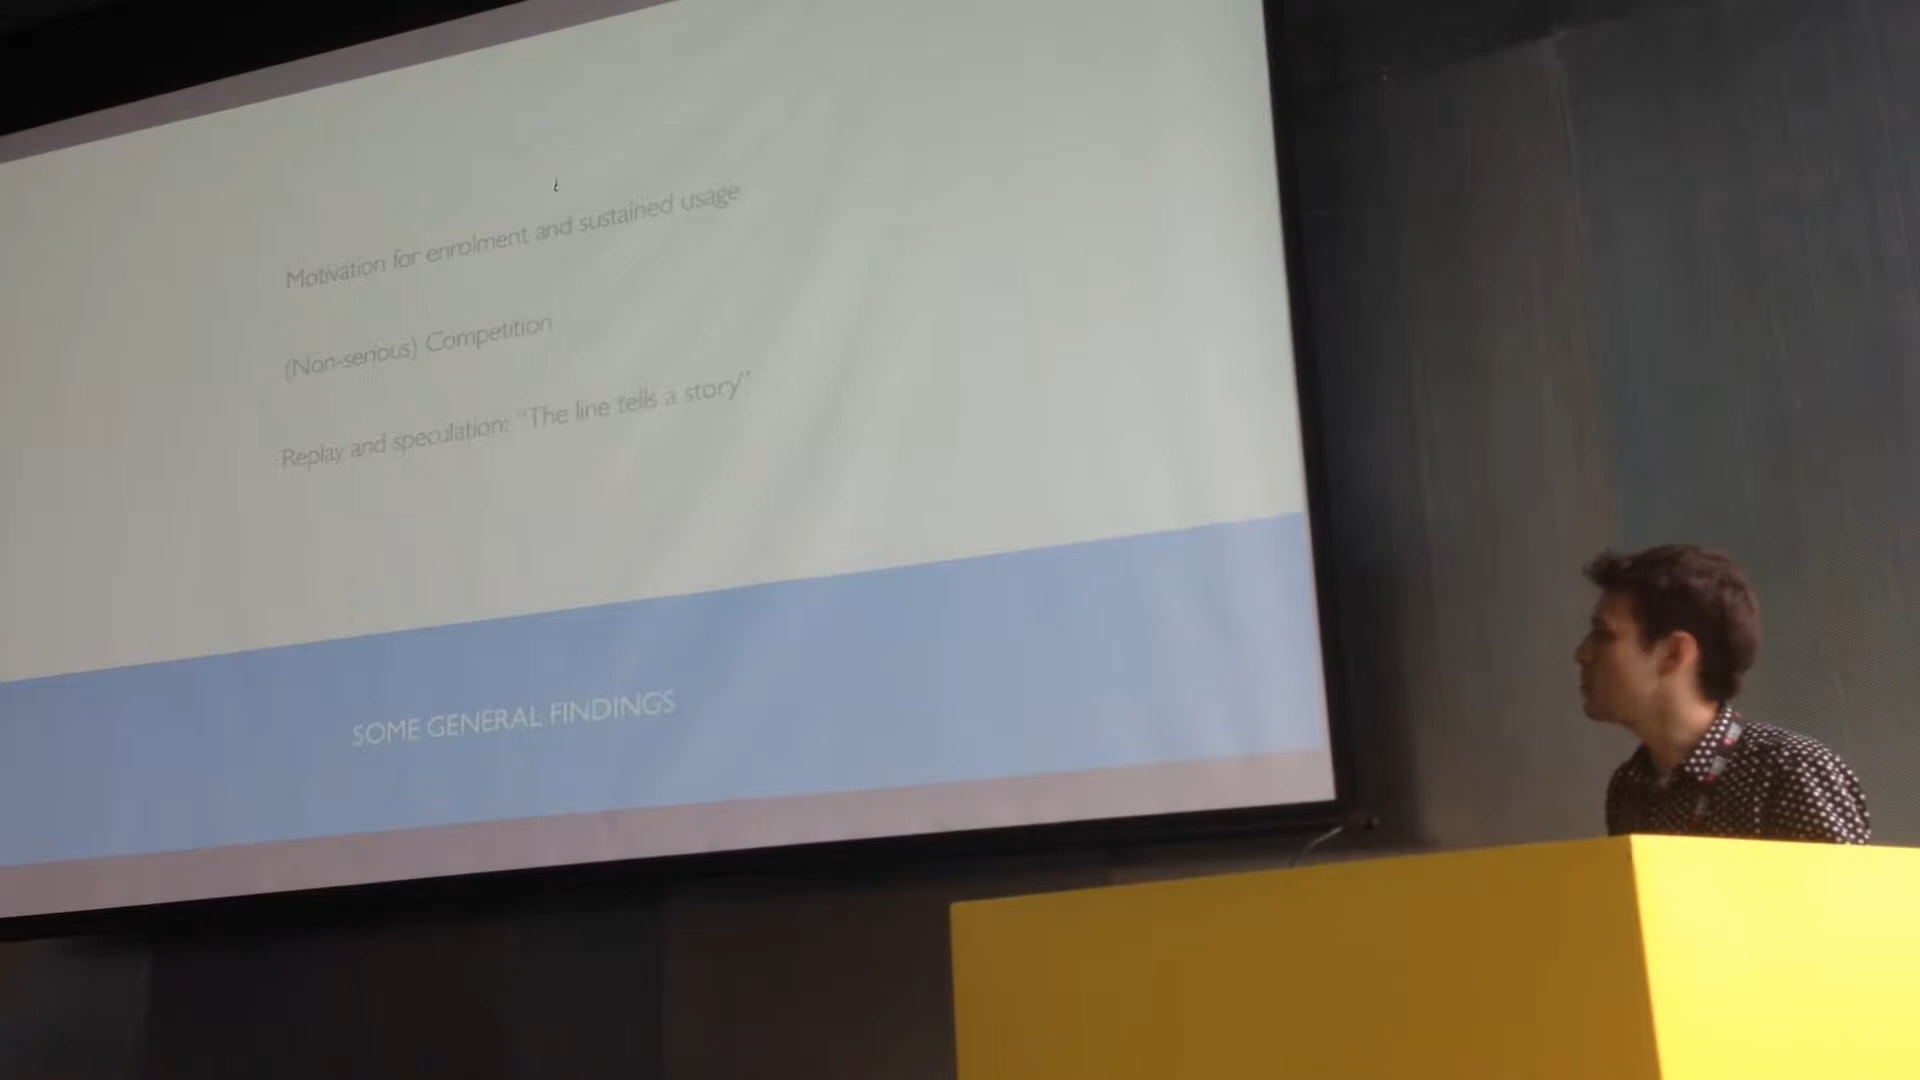 Motivation for enrolment and sustained usage
(Non-serious) Competition
Replay and speculation: “The line tells a story”
SOME GENERAL FINDINGS